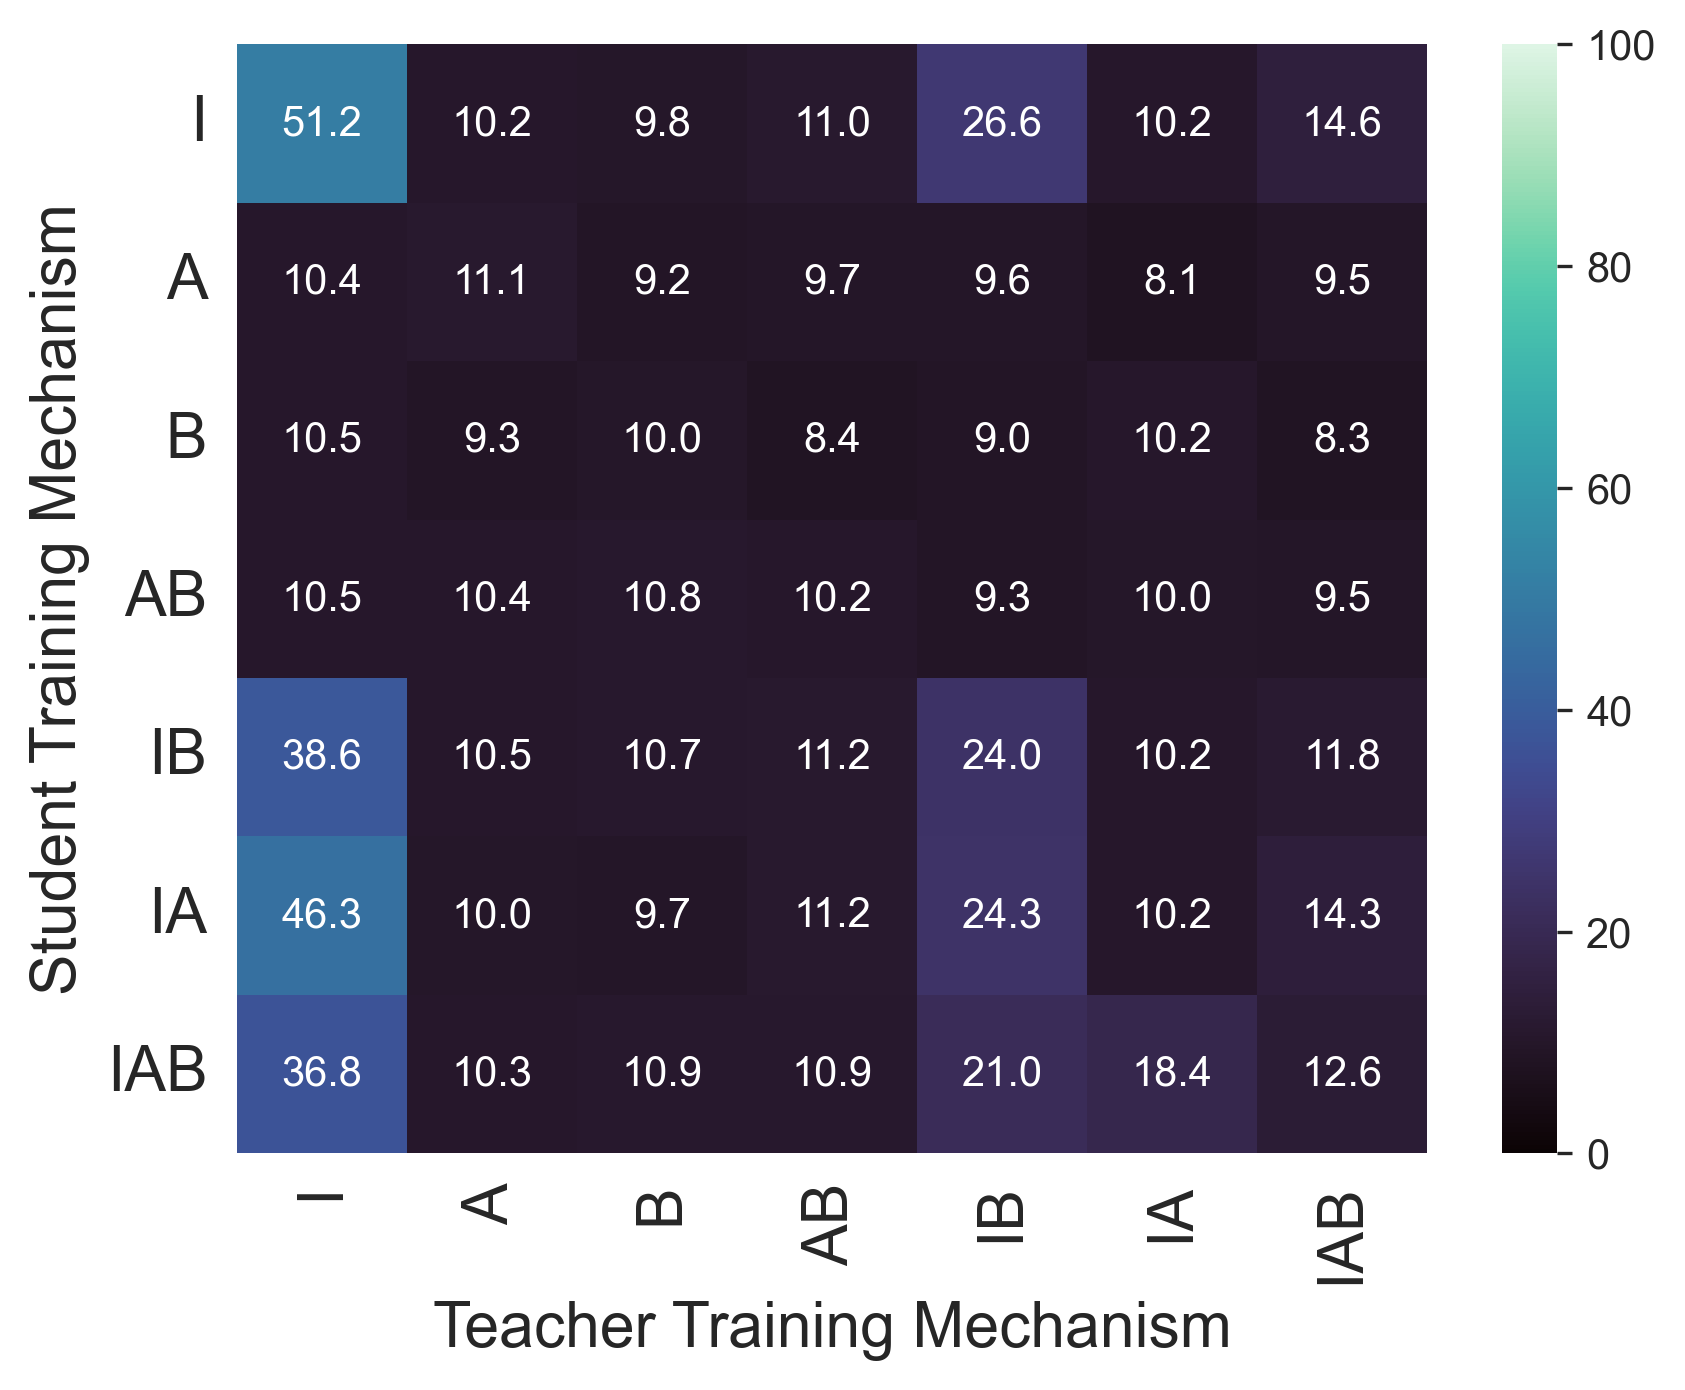 Student Training Mechanism
I 51.2 10.2 9.8 11.0 26.6 10.2 14.6
A 10.4 11.1 9.2 9.7 9.6 8.1 9.5
B 10.5 9.3 10.0 8.4 9.0 10.2 8.3
AB 10.5 10.4 10.8 10.2 9.3 10.0 9.5
IB 38.6 10.5 10.7 11.2 24.0 10.2 11.8
IA 46.3 10.0 9.7 11.2 24.3 10.2 14.3
IAB 36.8 10.3 10.9 10.9 21.0 18.4 12.6
I A B AB IB IA IAB
Teacher Training Mechanism
100
80
60
40
20
0